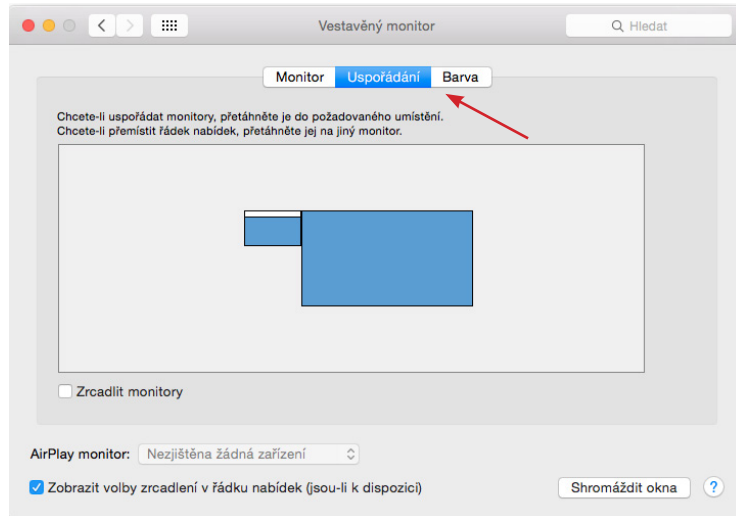 Vestavěný monitor
Hledat
Monitor Uspořádání Barva
Chcete-li uspořádat monitory, přetáhněte je do požadovaného umístění.
Chcete-li přemístit řádek nabídek, přetáhněte jej na jiný monitor.
Zrcadlit monitory
AirPlay monitor: Nezjištěna žádná zařízení
Zobrazit volby zrcadlení v řádku nabídek (jsou-li k dispozici)
Shromáždit okna ?